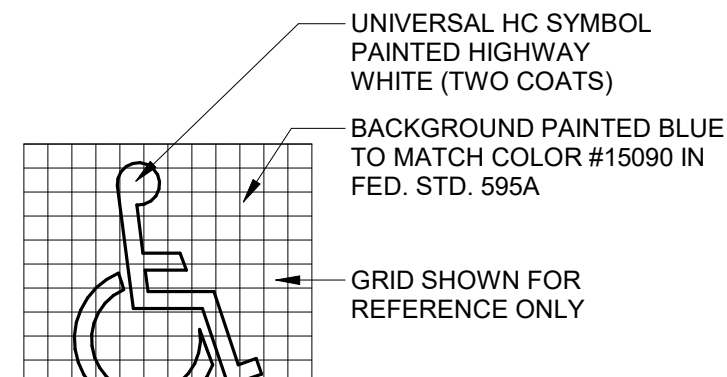 UNIVERSAL HC SYMBOL
PAINTED HIGHWAY
WHITE (TWO COATS)
BACKGROUND PAINTED BLUE
TO MATCH COLOR #15090 IN
FED. STD. 595A
GRID SHOWN FOR
REFERENCE ONLY